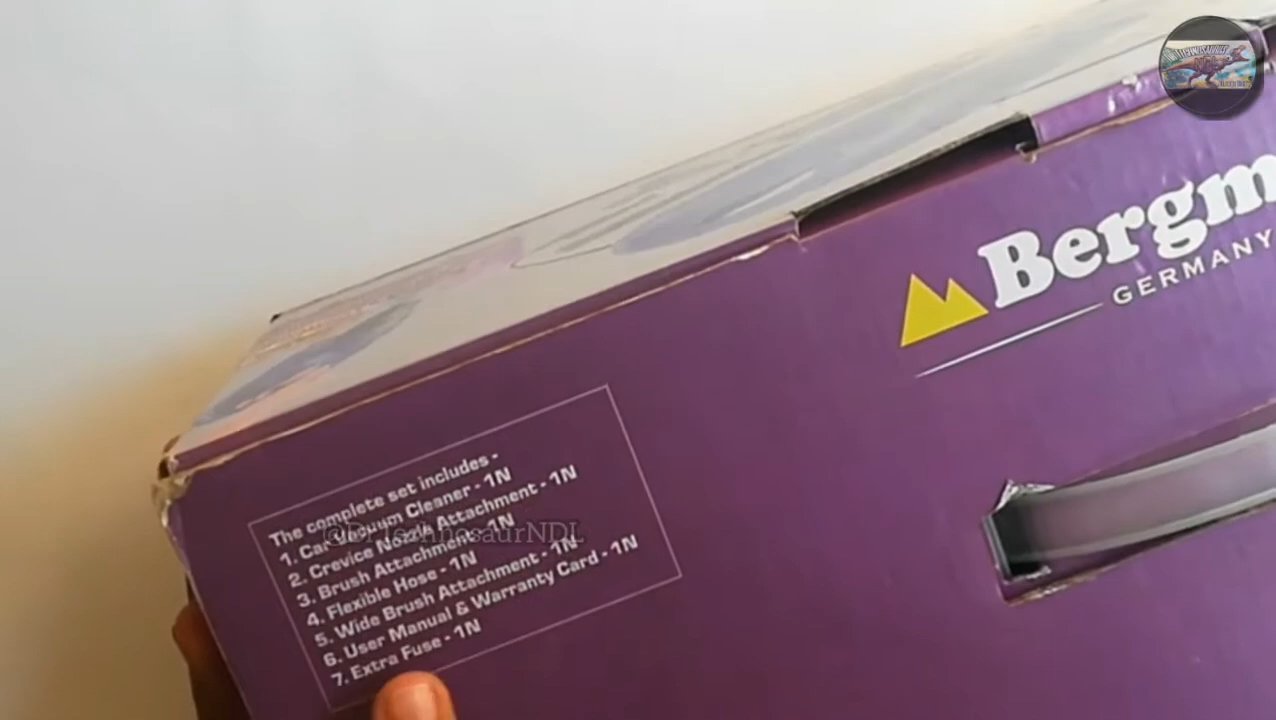 Bergm
GERMANY
The complete set includes -
1. Car Vacuum Cleaner - 1N
2. Crevice Nozzle Attachment - 1N
3. Brush Attachment - 1N
4. Flexible Hose - 1N
5. Wide Brush Attachment - 1N
6. User Manual & Warranty Card - 1N
7. Extra Fuse - 1N
@DrTechnosaurNDL